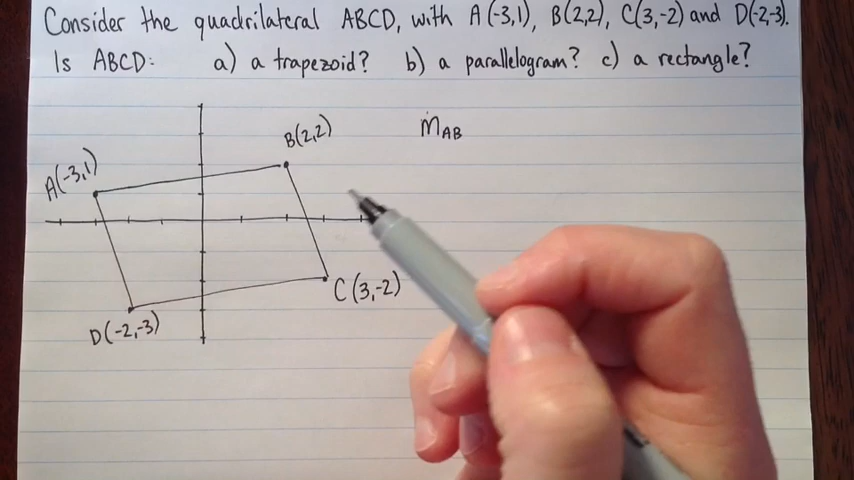 Consider the quadrilateral ABCD, with A(-3,1), B(2,2), C(3,-2) and D(-2,-3).
Is ABCD: a) a trapezoid? b) a parallelogram? c) a rectangle?
B(2,2)
mAB
A(-3,1)
C(3,-2)
D(-2,-3)